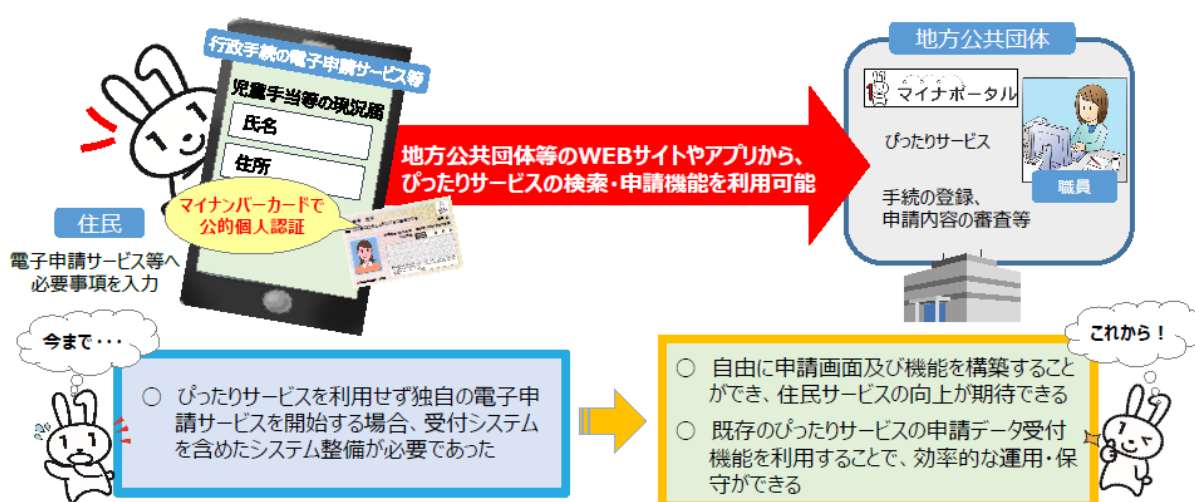 行政手続の電子申請サービス等
児童手当等の現況届
氏名
住所
マイナンバーカードで
公的個人認証
住民
電子申請サービス等へ
必要事項を入力
地方公共団体等のWEBサイトやアプリから、
ぴったりサービスの検索・申請機能を利用可能
地方公共団体
マイナポータル
ぴったりサービス
職員
手続の登録、
申請内容の審査等
今まで・・・
○ ぴったりサービスを利用せず独自の電子申
請サービスを開始する場合、受付システム
を含めたシステム整備が必要であった
これから！
○ 自由に申請画面及び機能を構築すること
ができ、住民サービスの向上が期待できる
○ 既存のぴったりサービスの申請データ受付
機能を利用することで、効率的な運用・保
守ができる